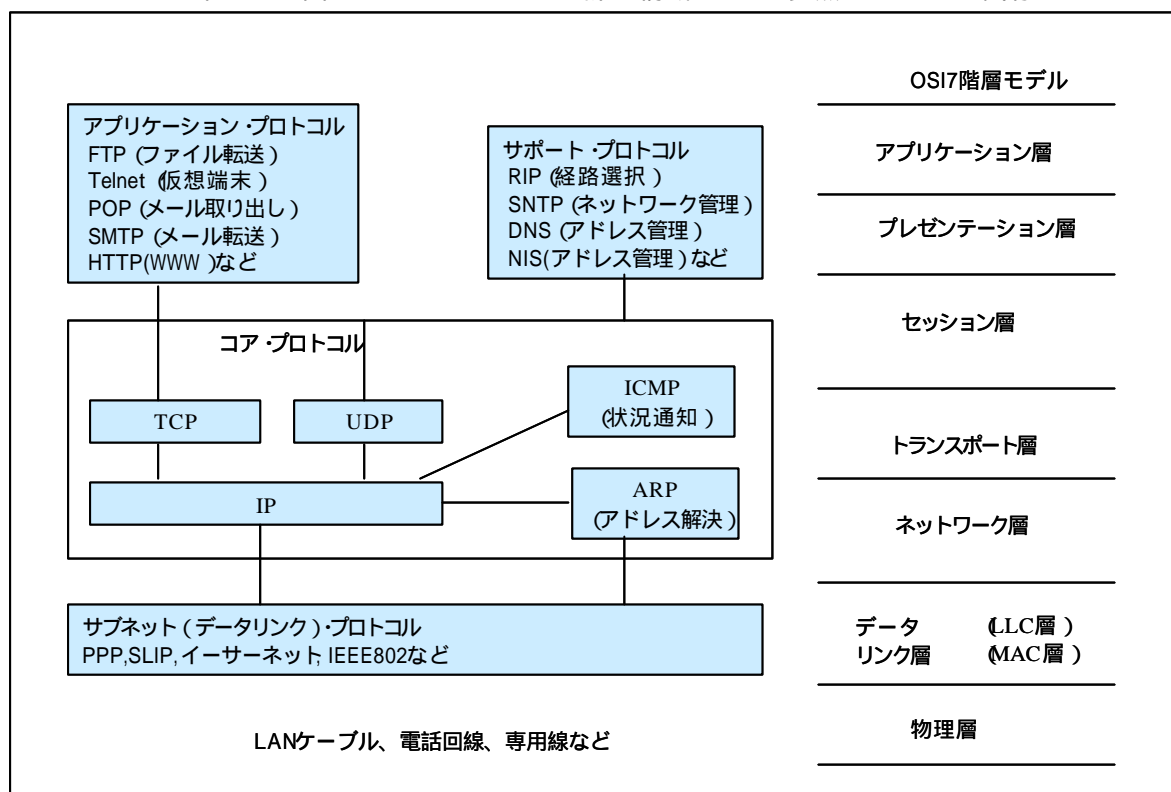 OSI7階層モデル
アプリケーション・プロトコル
FTP (ファイル転送)
Telnet (仮想端末)
POP (メール取り出し)
SMTP (メール転送)
HTTP(WWW)など
サポート・プロトコル
RIP (経路選択)
SNTP (ネットワーク管理)
DNS (アドレス管理)
NIS(アドレス管理)など
アプリケーション層
プレゼンテーション層
セッション層
コア・プロトコル
TCP
UDP
ICMP
(状況通知)
トランスポート層
IP
ARP
(アドレス解決)
ネットワーク層
サブネット(データリンク)・プロトコル
PPP,SLIP,イーサーネット,IEEE802など
データ (LLC層)
リンク層 (MAC層)
LANケーブル、電話回線、専用線など
物理層